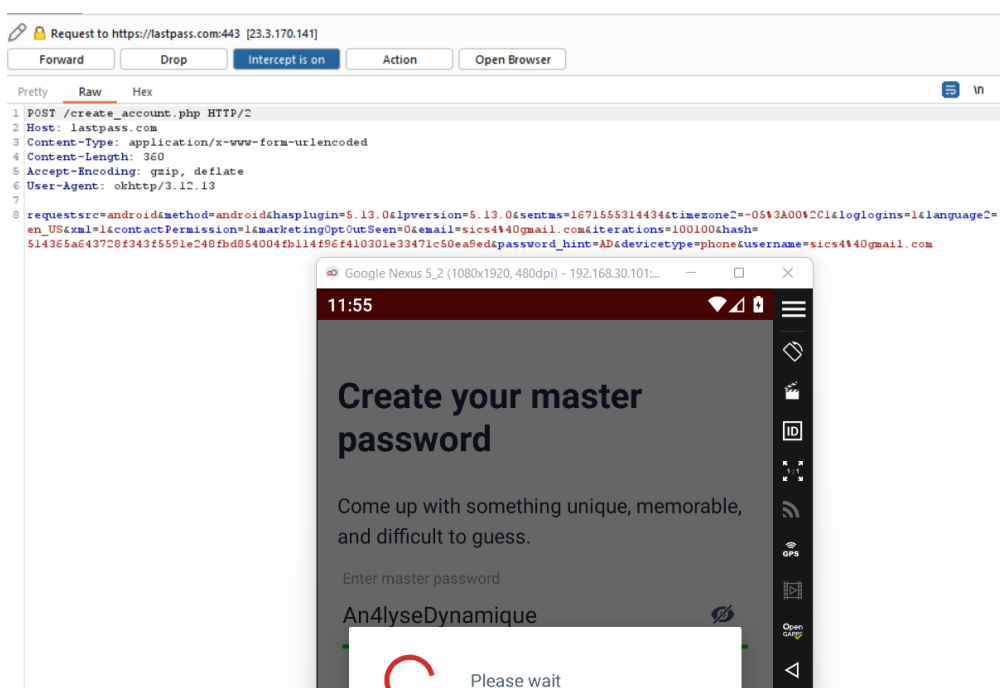 Request to https://lastpass.com:443 [23.3.170.141]
Forward Drop Intercept is on Action Open Browser
Pretty Raw Hex \n
1 POST /create_account.php HTTP/2
2 Host: lastpass.com
3 Content-Type: application/x-www-form-urlencoded
4 Content-Length: 360
5 Accept-Encoding: gzip, deflate
6 User-Agent: okhttp/3.12.13
7
8 requestsrc=android&method=android&hasplugin=5.13.0&lpversion=5.13.0&sentms=1671555314434&timezone2=-05%3A00%2C1&loglogins=1&language2=
en_US&xml=1&contactPermission=1&marketingOptOutSeen=0&email=sics4%40gmail.com&iterations=100100&hash=
514365a643728f343f5591e248fbd854004fb114f96f410301e33471c50ea9ed&password_hint=AD&devicetype=phone&username=sics4%40gmail.com
Google Nexus 5_2 (1080x1920, 480dpi) - 192.168.30.101:...
11:55
Create your master
password
ID
1:1
Come up with something unique, memorable,
and difficult to guess.
GPS
Enter master password
An4lyseDynamique
Open
GAPPS
Please wait